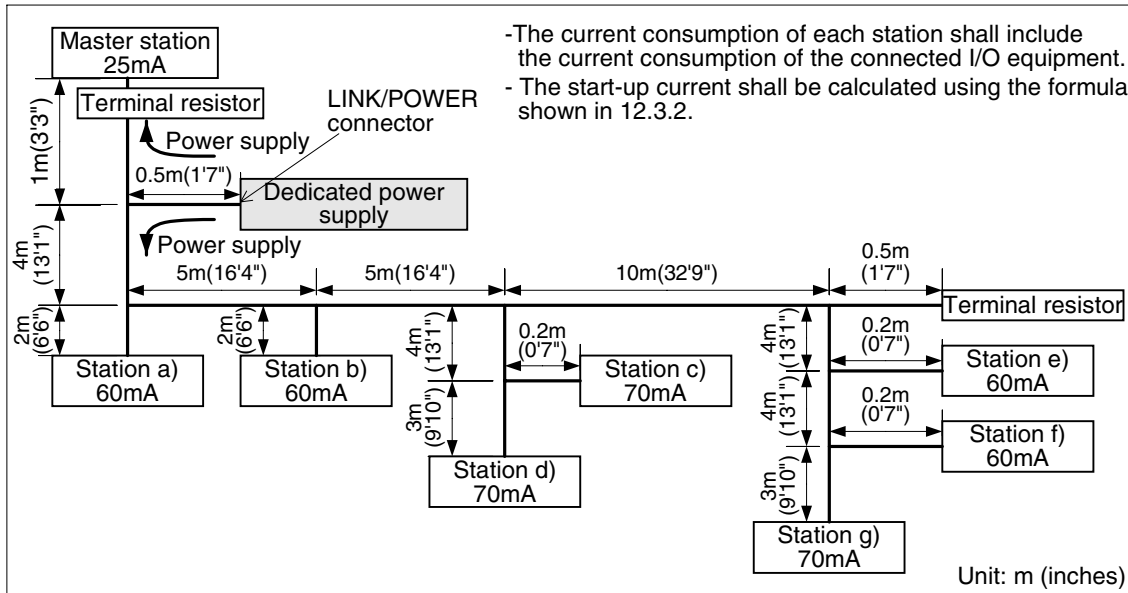 Master station
25mA
-The current consumption of each station shall include
the current consumption of the connected I/O equipment.
- The start-up current shall be calculated using the formula
shown in 12.3.2.
Terminal resistor
LINK/POWER
connector
1m(3'3")
Power supply
0.5m(1'7")
Dedicated power
supply
Power supply
4m
(13'1")
5m(16'4")
5m(16'4")
10m(32'9")
0.5m
(1'7")
Terminal resistor
2m
(6'6")
2m
(6'6")
4m
(13'1")
0.2m
(0'7")
4m
(13'1")
0.2m
(0'7")
Station a)
60mA
Station b)
60mA
Station c)
70mA
Station e)
60mA
3m
(9'10")
4m
(13'1")
0.2m
(0'7")
Station f)
60mA
Station d)
70mA
3m
(9'10")
Station g)
70mA
Unit: m (inches)